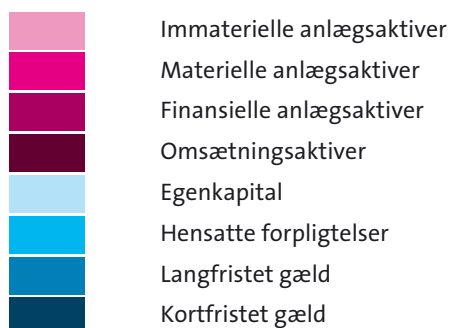 Immaterielle anlægsaktiver
Materielle anlægsaktiver
Finansielle anlægsaktiver
Omsætningsaktiver
Egenkapital
Hensatte forpligtelser
Langfristet gæld
Kortfristet gæld